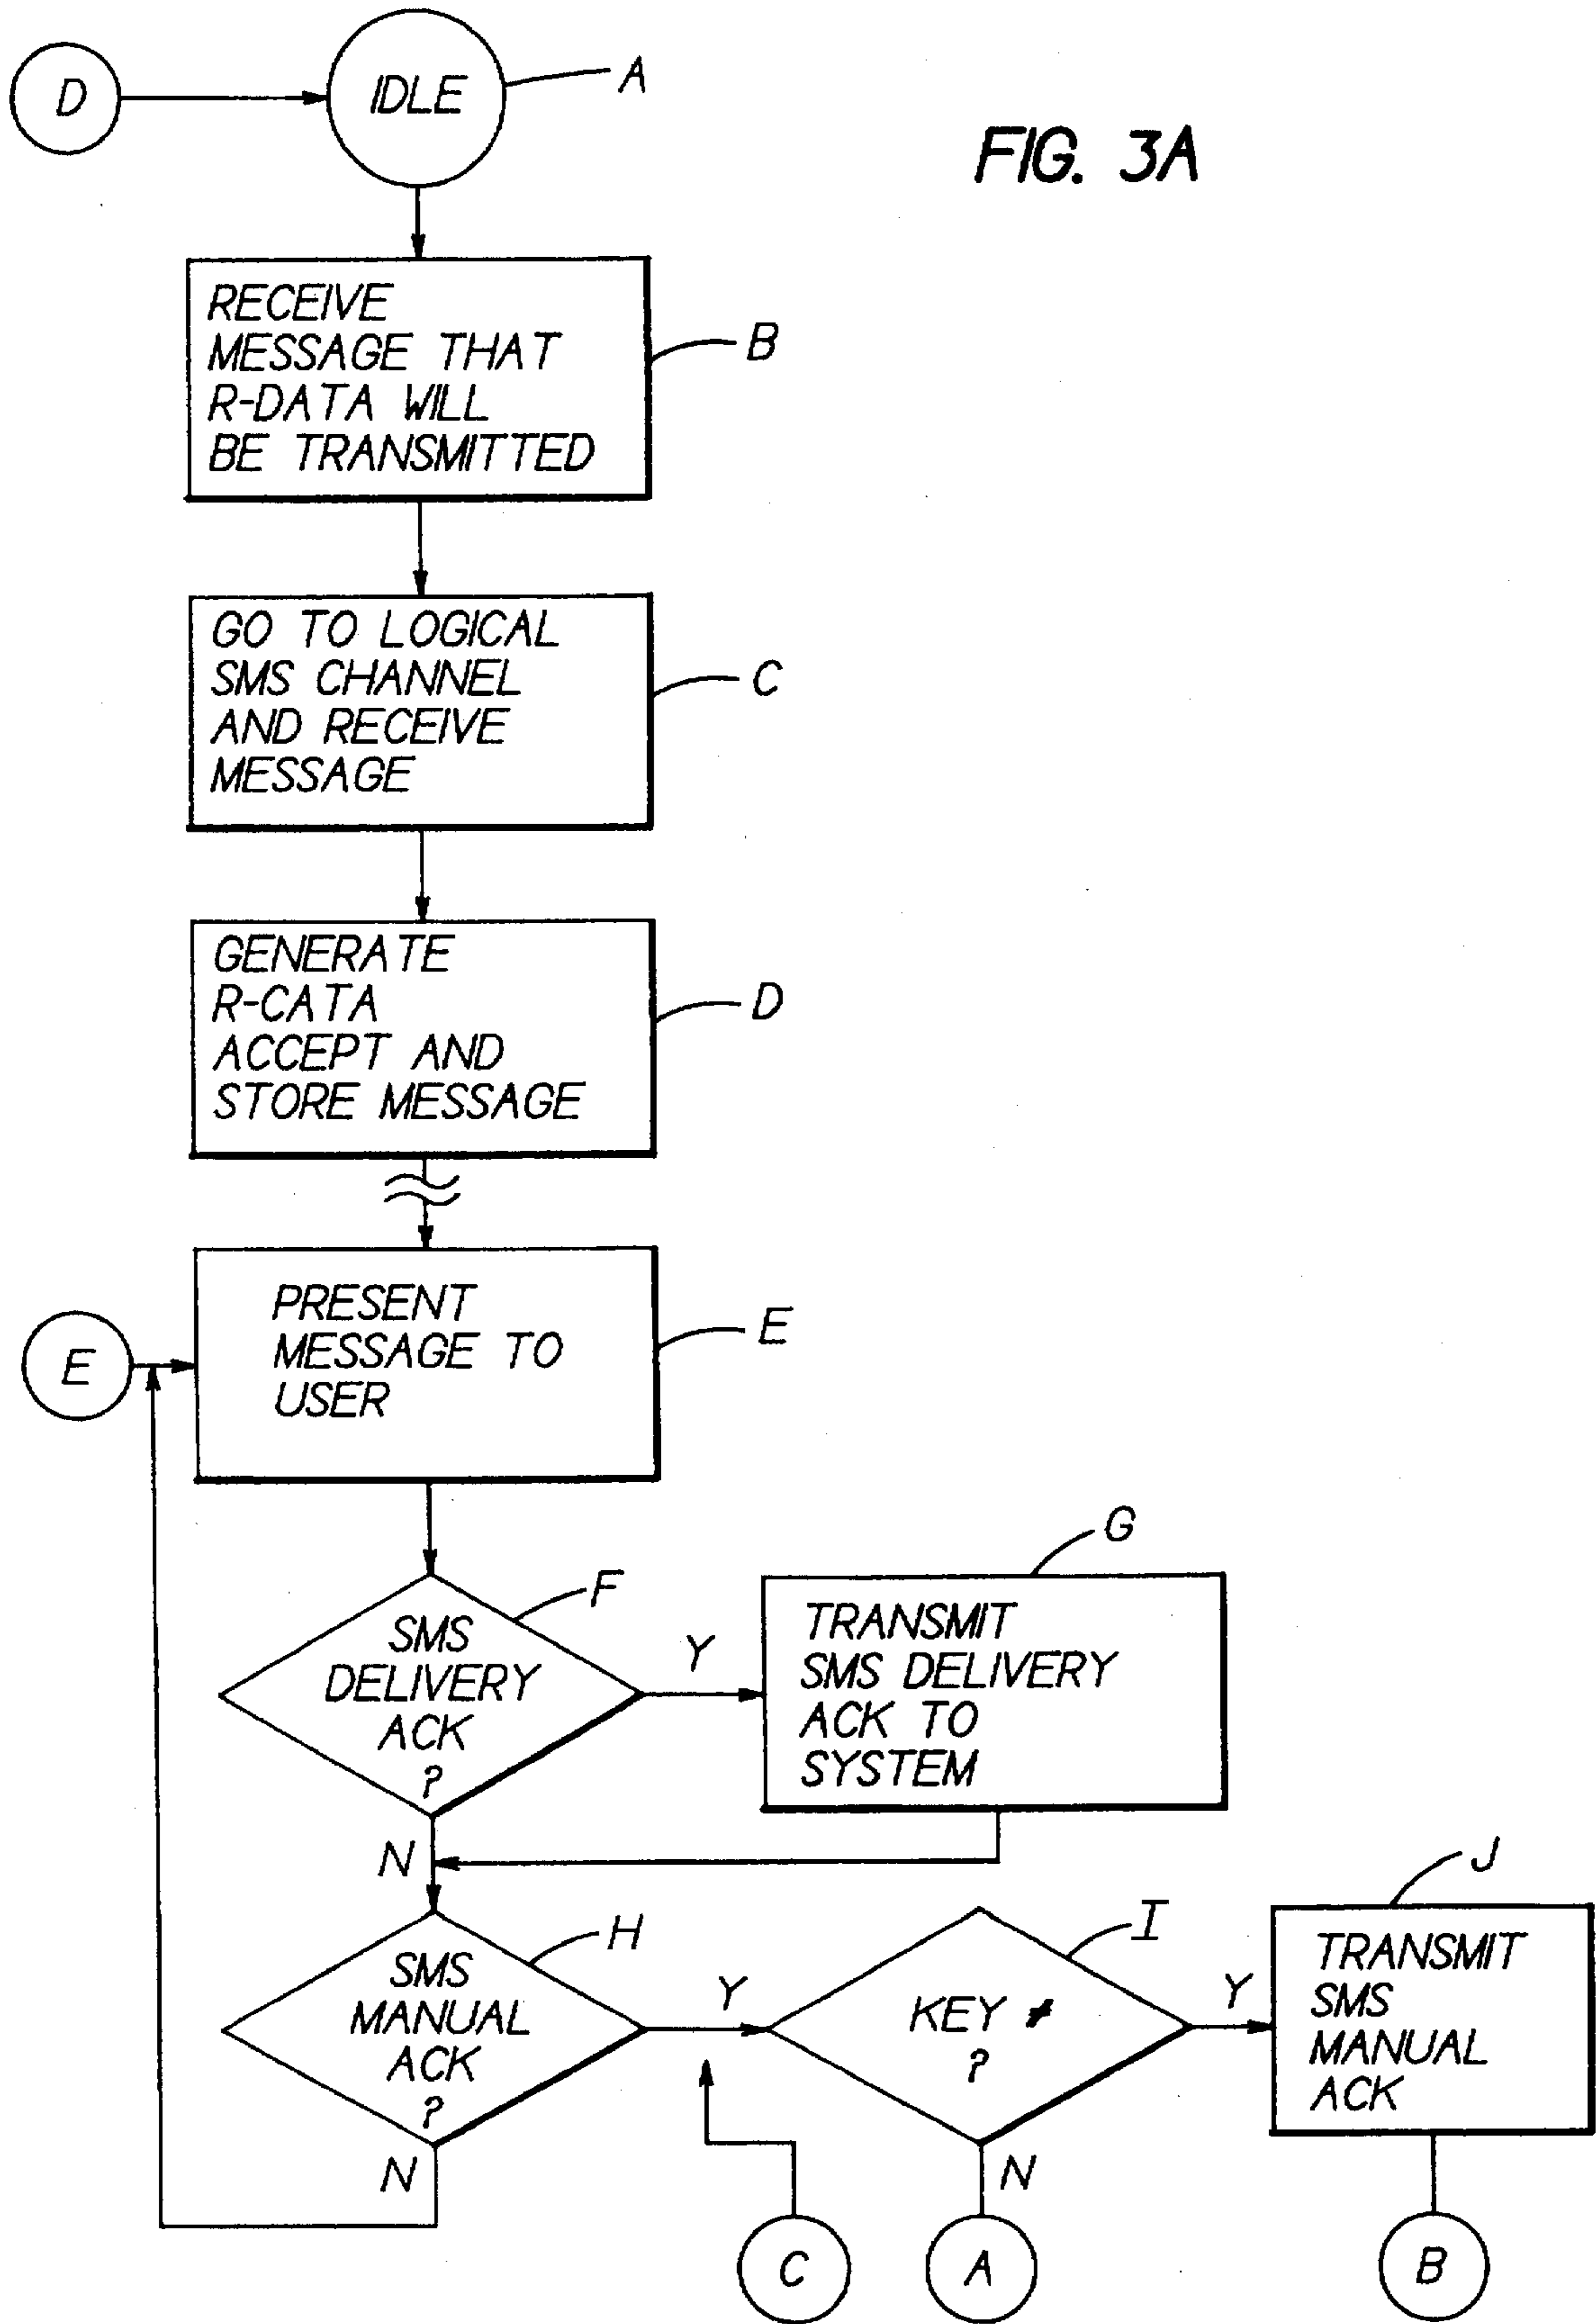 D
IDLE
A
FIG. 3A
RECEIVE
MESSAGE THAT
R-DATA WILL
BE TRANSMITTED
B
GO TO LOGICAL
SMS CHANNEL
AND RECEIVE
MESSAGE
C
GENERATE
R-CATA
ACCEPT AND
STORE MESSAGE
D
E
PRESENT
MESSAGE TO
USER
E
SMS
DELIVERY
ACK
?
F
Y
N
TRANSMIT
SMS DELIVERY
ACK TO
SYSTEM
G
SMS
MANUAL
ACK
?
H
Y
N
KEY #
?
I
Y
N
TRANSMIT
SMS
MANUAL
ACK
J
C
A
B